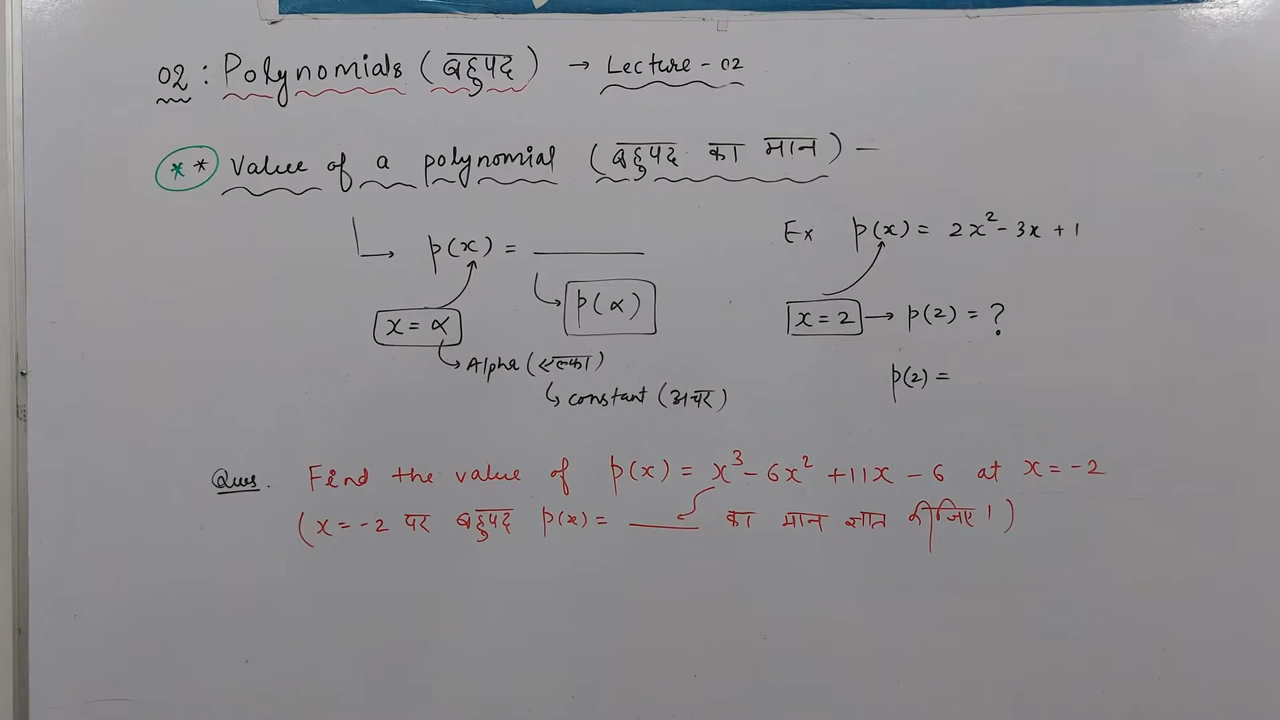 02 : Polynomials (बहुपद) → Lecture - 02
** Value of a polynomial (बहुपद का मान) —
p(x) = ______
Ex p(x) = 2x² - 3x + 1
x = α
p(α)
x = 2 → p(2) = ?
Alpha (एल्फा)
p(2) =
constant (अचर)
Ques. Find the value of p(x) = x³ - 6x² + 11x - 6 at x = -2
(x = -2 पर बहुपद p(x) = ______ का मान ज्ञात कीजिए।)